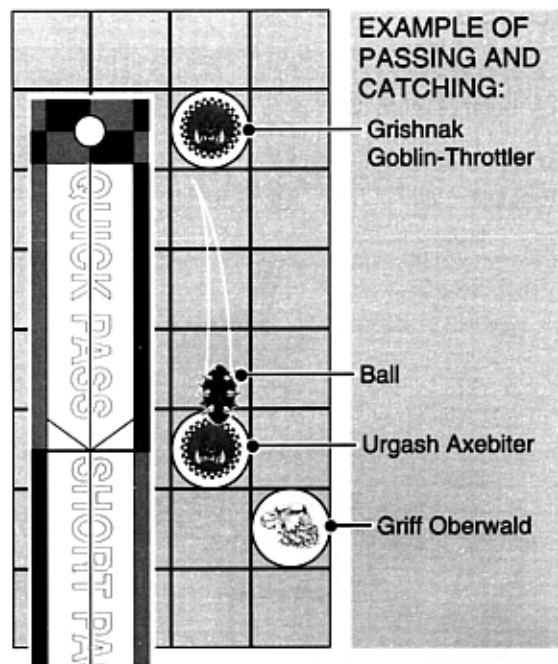 EXAMPLE OF
PASSING AND
CATCHING:
Grishnak
Goblin-Throttler
QUICK PASS
Ball
Urgash Axebiter
Griff Oberwald
SHORT PA